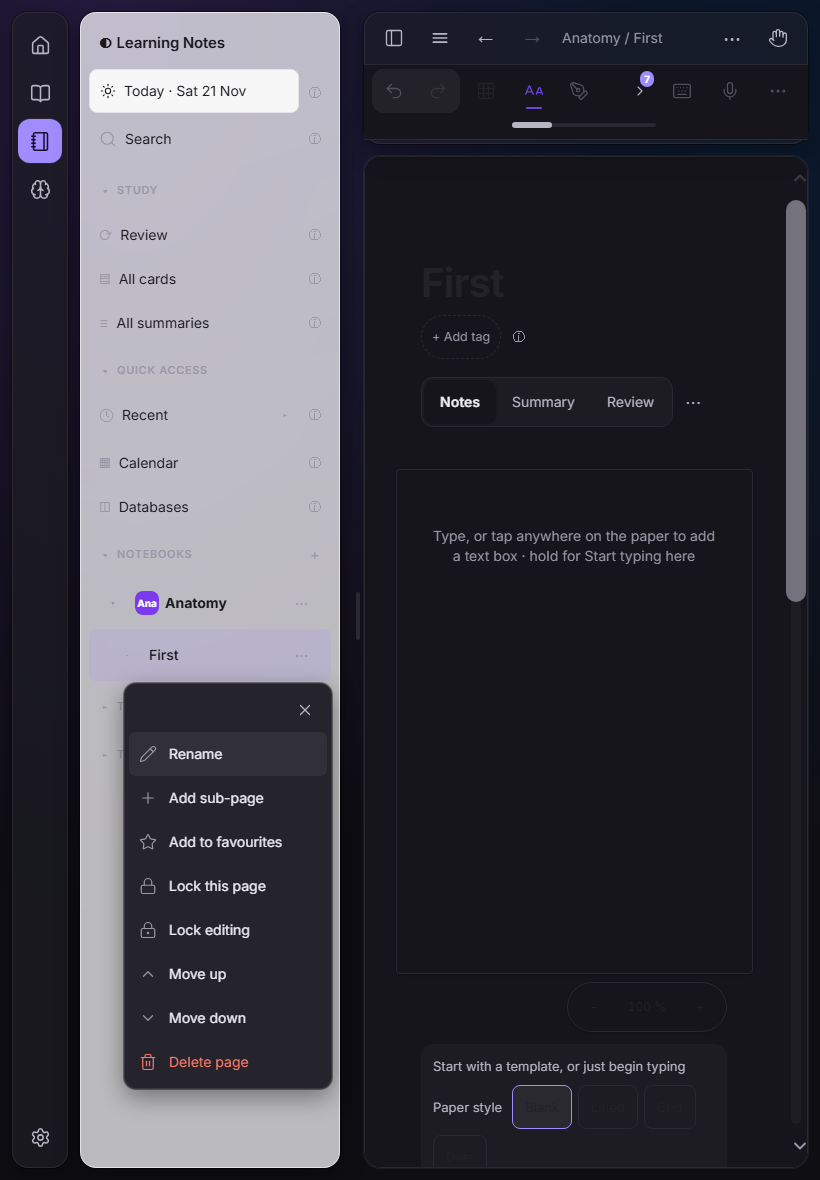 Learning Notes
Today · Sat 21 Nov
Search
STUDY
Review
All cards
All summaries
QUICK ACCESS
Recent
Calendar
Databases
NOTEBOOKS
+
Ana Anatomy
First
Rename
Add sub-page
Add to favourites
Lock this page
Lock editing
Move up
Move down
Delete page
Anatomy / First
AA
7
First
+ Add tag
Notes Summary Review
Type, or tap anywhere on the paper to add
a text box · hold for Start typing here
− 100 % +
Start with a template, or just begin typing
Paper style Blank